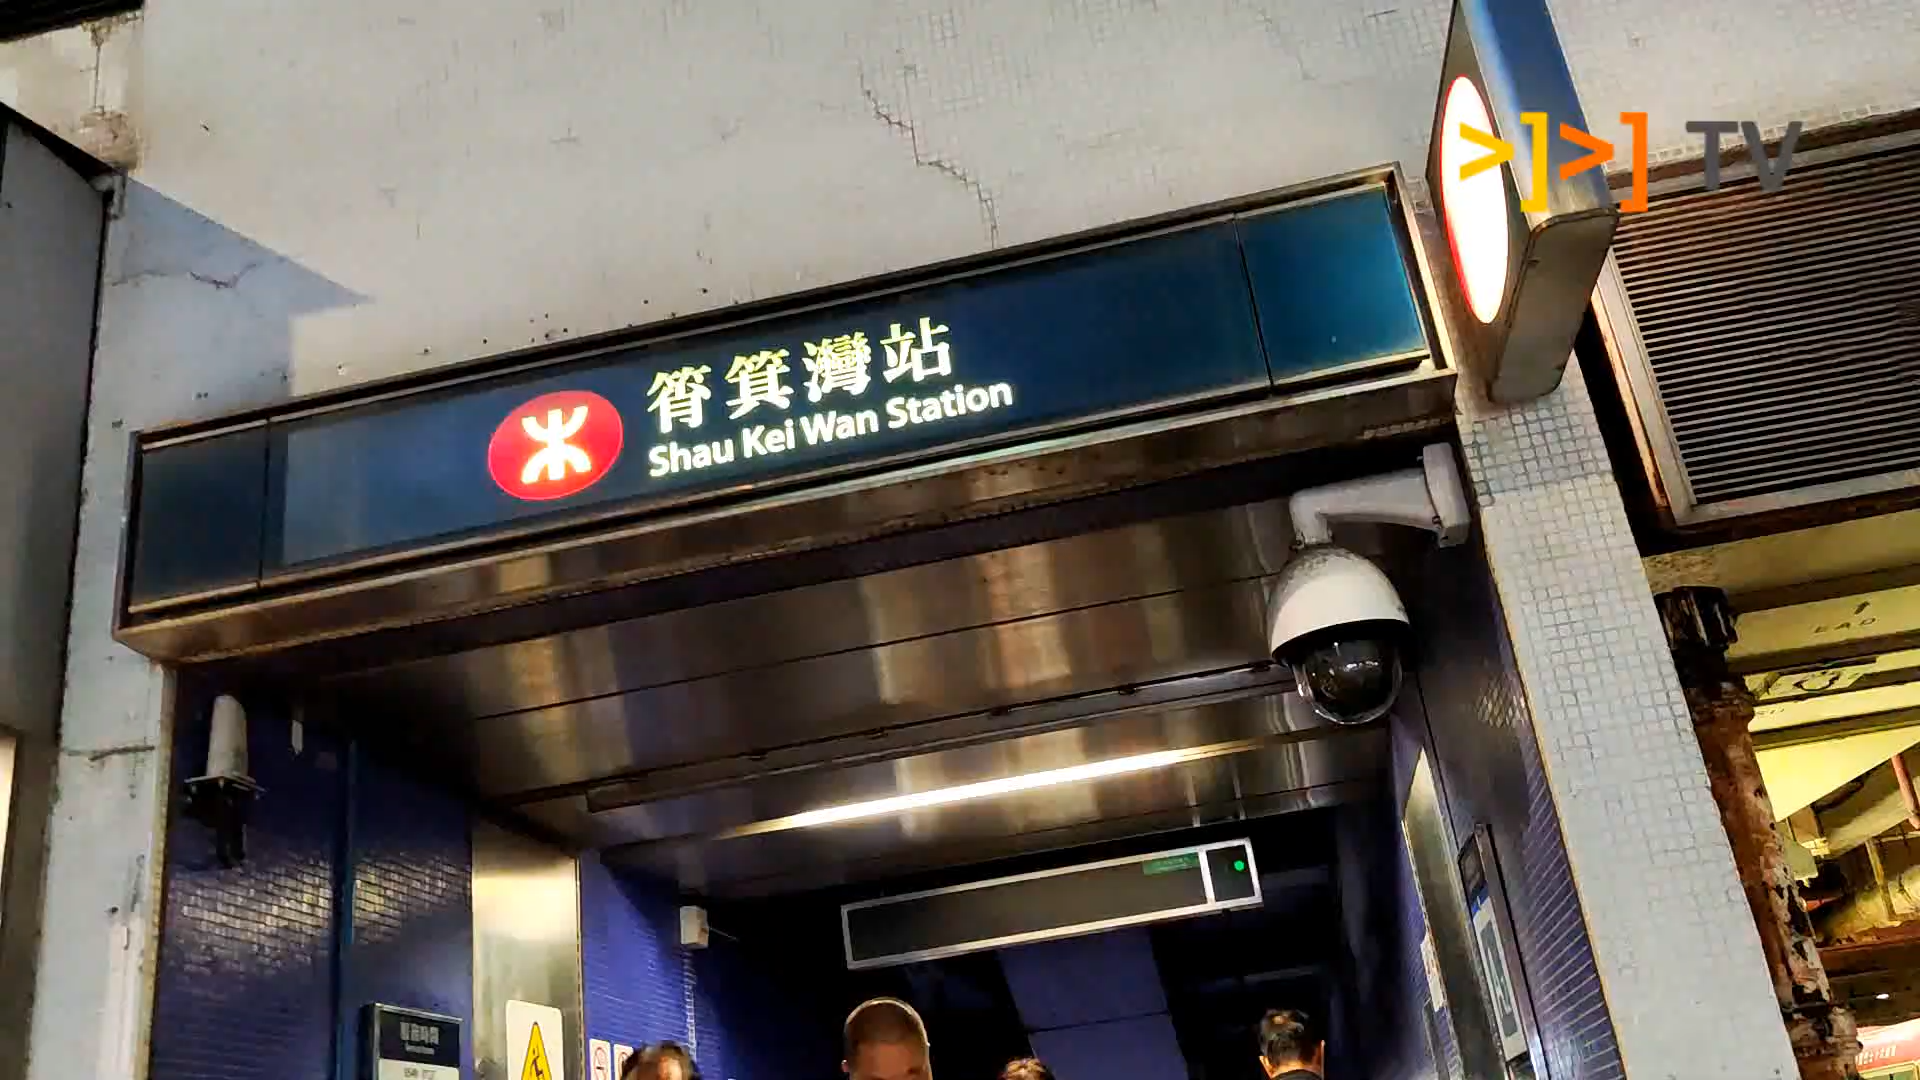 >]>] TV
筲箕灣站
Shau Kei Wan Station